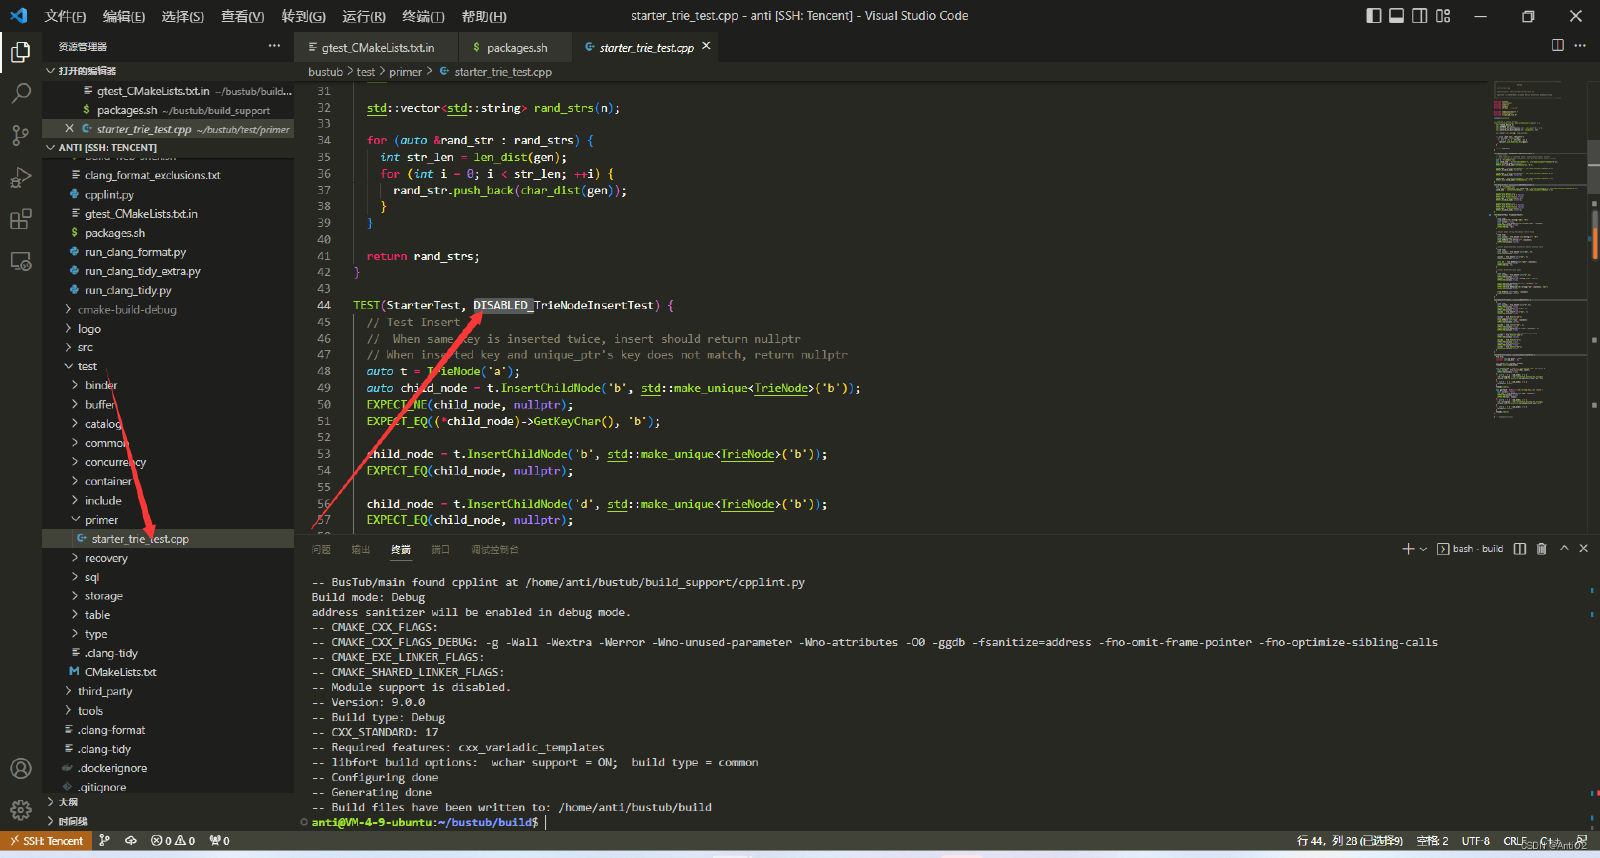 文件(F) 编辑(E) 选择(S) 查看(V) 转到(G) 运行(R) 终端(T) 帮助(H) starter_trie_test.cpp - anti [SSH: Tencent] - Visual Studio Code
资源管理器
打开的编辑器
gtest_CMakeLists.txt.in ~/bustub/build...
packages.sh ~/bustub/build_support
starter_trie_test.cpp ~/bustub/test/primer
ANTI [SSH: TENCENT]
clang_format_exclusions.txt
cpplint.py
gtest_CMakeLists.txt.in
packages.sh
run_clang_format.py
run_clang_tidy_extra.py
run_clang_tidy.py
cmake-build-debug
logo
src
test
binder
buffer
catalog
common
concurrency
container
include
primer
starter_trie_test.cpp
recovery
sql
storage
table
type
.clang-tidy
CMakeLists.txt
third_party
tools
.clang-format
.clang-tidy
.dockerignore
.gitignore
大纲
时间线
gtest_CMakeLists.txt.in packages.sh starter_trie_test.cpp
bustub > test > primer > starter_trie_test.cpp
31
32 std::vector<std::string> rand_strs(n);
33
34 for (auto &rand_str : rand_strs) {
35 int str_len = len_dist(gen);
36 for (int i = 0; i < str_len; ++i) {
37 rand_str.push_back(char_dist(gen));
38 }
39 }
40
41 return rand_strs;
42 }
43
44 TEST(StarterTest, DISABLED_TrieNodeInsertTest) {
45 // Test Insert
46 // When same key is inserted twice, insert should return nullptr
47 // When inserted key and unique_ptr's key does not match, return nullptr
48 auto t = TrieNode('a');
49 auto child_node = t.InsertChildNode('b', std::make_unique<TrieNode>('b'));
50 EXPECT_NE(child_node, nullptr);
51 EXPECT_EQ((*child_node)->GetKeyChar(), 'b');
52
53 child_node = t.InsertChildNode('b', std::make_unique<TrieNode>('b'));
54 EXPECT_EQ(child_node, nullptr);
55
56 child_node = t.InsertChildNode('d', std::make_unique<TrieNode>('b'));
57 EXPECT_EQ(child_node, nullptr);
问题 输出 终端 端口 调试控制台 bash - build
-- BusTub/main found cpplint at /home/anti/bustub/build_support/cpplint.py
Build mode: Debug
address sanitizer will be enabled in debug mode.
-- CMAKE_CXX_FLAGS:
-- CMAKE_CXX_FLAGS_DEBUG: -g -Wall -Wextra -Werror -Wno-unused-parameter -Wno-attributes -O0 -ggdb -fsanitize=address -fno-omit-frame-pointer -fno-optimize-sibling-calls
-- CMAKE_EXE_LINKER_FLAGS:
-- CMAKE_SHARED_LINKER_FLAGS:
-- Module support is disabled.
-- Version: 9.0.0
-- Build type: Debug
-- CXX_STANDARD: 17
-- Required features: cxx_variadic_templates
-- libfort build options: wchar support = ON; build type = common
-- Configuring done
-- Generating done
-- Build files have been written to: /home/anti/bustub/build
anti@VM-4-9-ubuntu:~/bustub/build$
SSH: Tencent 0 0 0 行 44，列 28 (已选择9) 空格: 2 UTF-8 CRLF C++